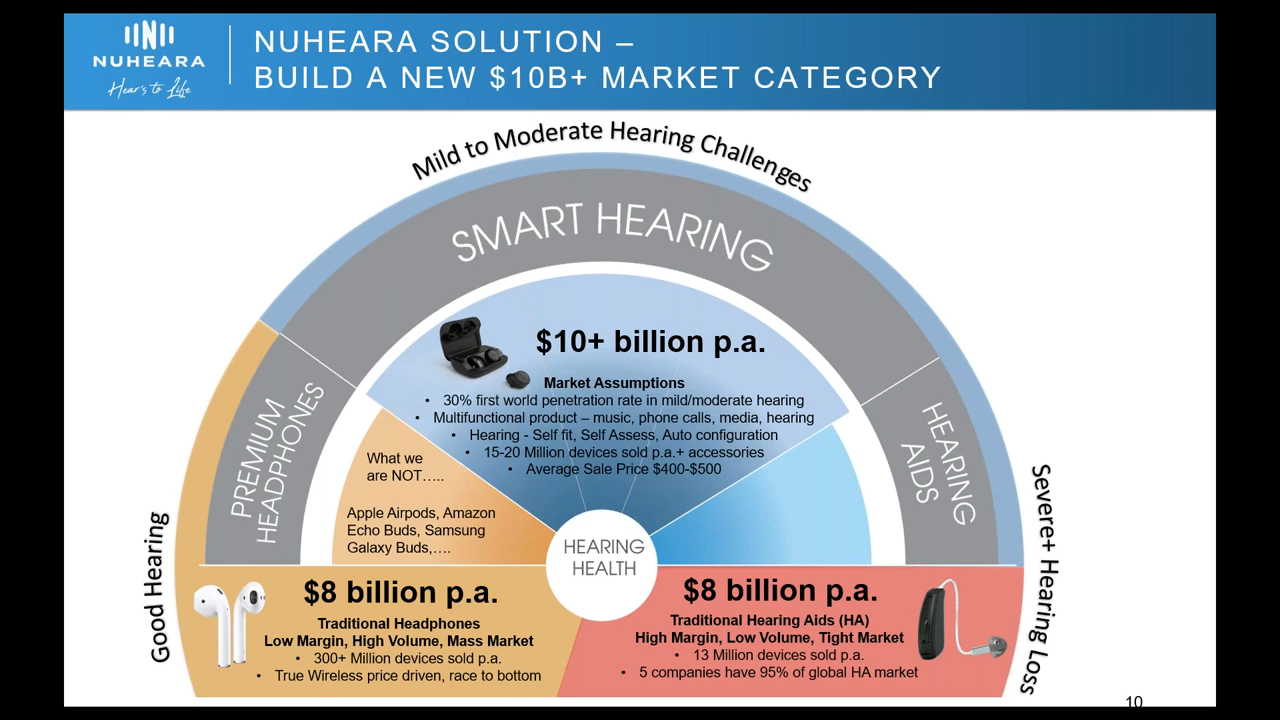 NUHEARA
Hear's to Life
NUHEARA SOLUTION –
BUILD A NEW $10B+ MARKET CATEGORY
Mild to Moderate Hearing Challenges
SMART HEARING
PREMIUM
HEADPHONES
HEARING
AIDS
Good Hearing
Severe+ Hearing Loss
$10+ billion p.a.
Market Assumptions
• 30% first world penetration rate in mild/moderate hearing
• Multifunctional product – music, phone calls, media, hearing
• Hearing - Self fit, Self Assess, Auto configuration
• 15-20 Million devices sold p.a.+ accessories
• Average Sale Price $400-$500
What we
are NOT…..
Apple Airpods, Amazon
Echo Buds, Samsung
Galaxy Buds,….
HEARING
HEALTH
$8 billion p.a.
Traditional Headphones
Low Margin, High Volume, Mass Market
• 300+ Million devices sold p.a.
• True Wireless price driven, race to bottom
$8 billion p.a.
Traditional Hearing Aids (HA)
High Margin, Low Volume, Tight Market
• 13 Million devices sold p.a.
• 5 companies have 95% of global HA market
10